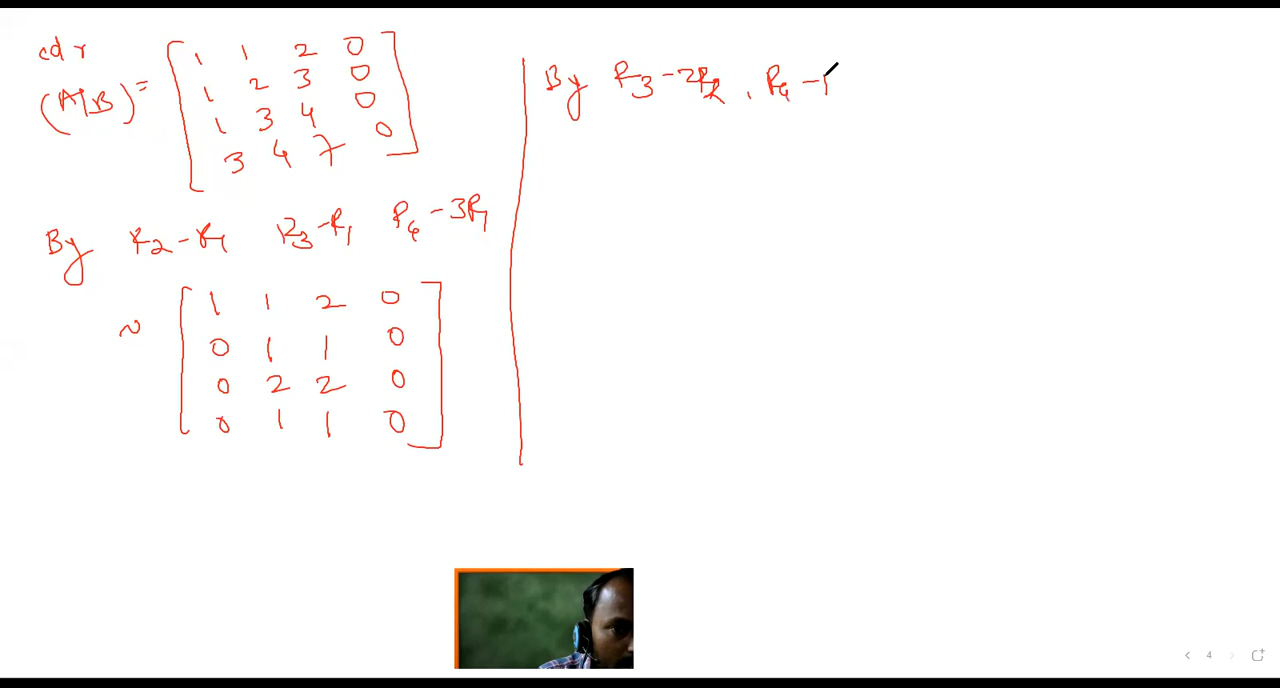 cdr
(A|B) =
1 1 2 0
1 2 3 0
1 3 4 0
3 4 7 0
By R2 - R1 R3 - R1 R4 - 3R1
~
1 1 2 0
0 1 1 0
0 2 2 0
0 1 1 0
By R3 - 2R2 , R4 - 1
4